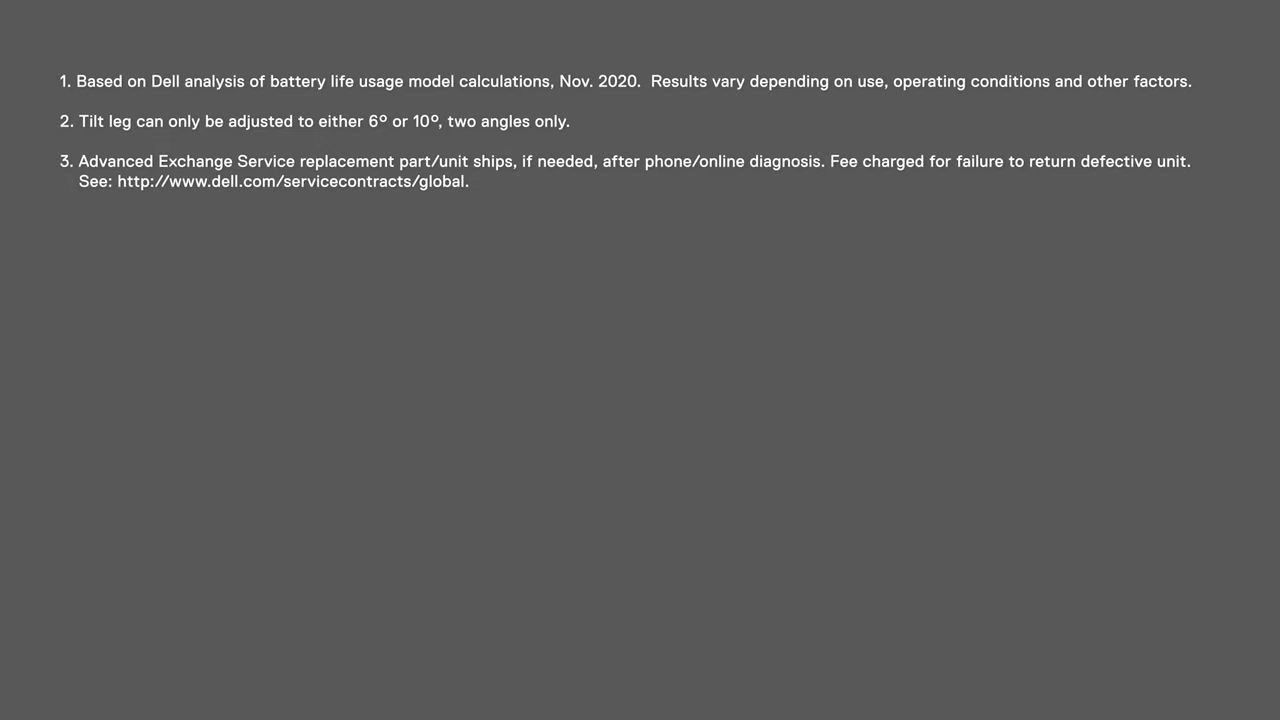 1. Based on Dell analysis of battery life usage model calculations, Nov. 2020.  Results vary depending on use, operating conditions and other factors.
2. Tilt leg can only be adjusted to either 6º or 10º, two angles only.
3. Advanced Exchange Service replacement part/unit ships, if needed, after phone/online diagnosis. Fee charged for failure to return defective unit.
See: http://www.dell.com/servicecontracts/global.